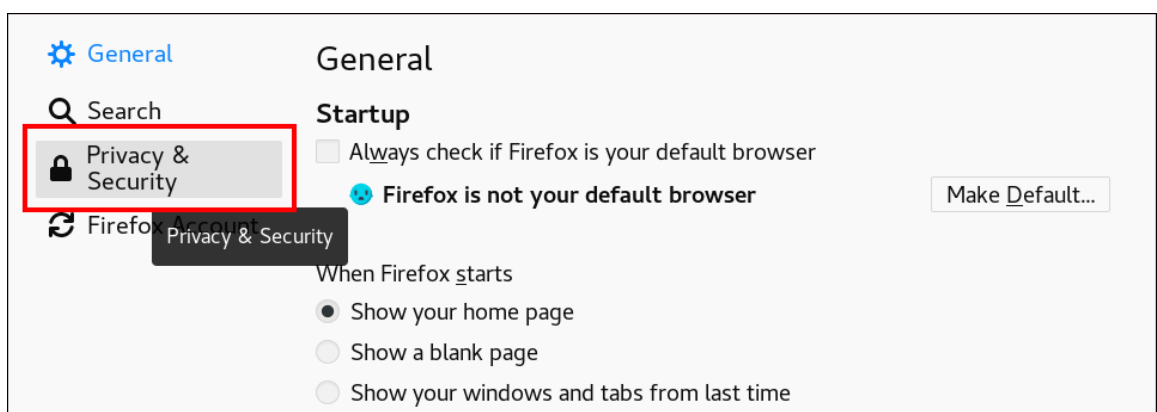 General
Search
Privacy &
Security
Firefox Account
Privacy & Security
General
Startup
Always check if Firefox is your default browser
Firefox is not your default browser
Make Default...
When Firefox starts
Show your home page
Show a blank page
Show your windows and tabs from last time